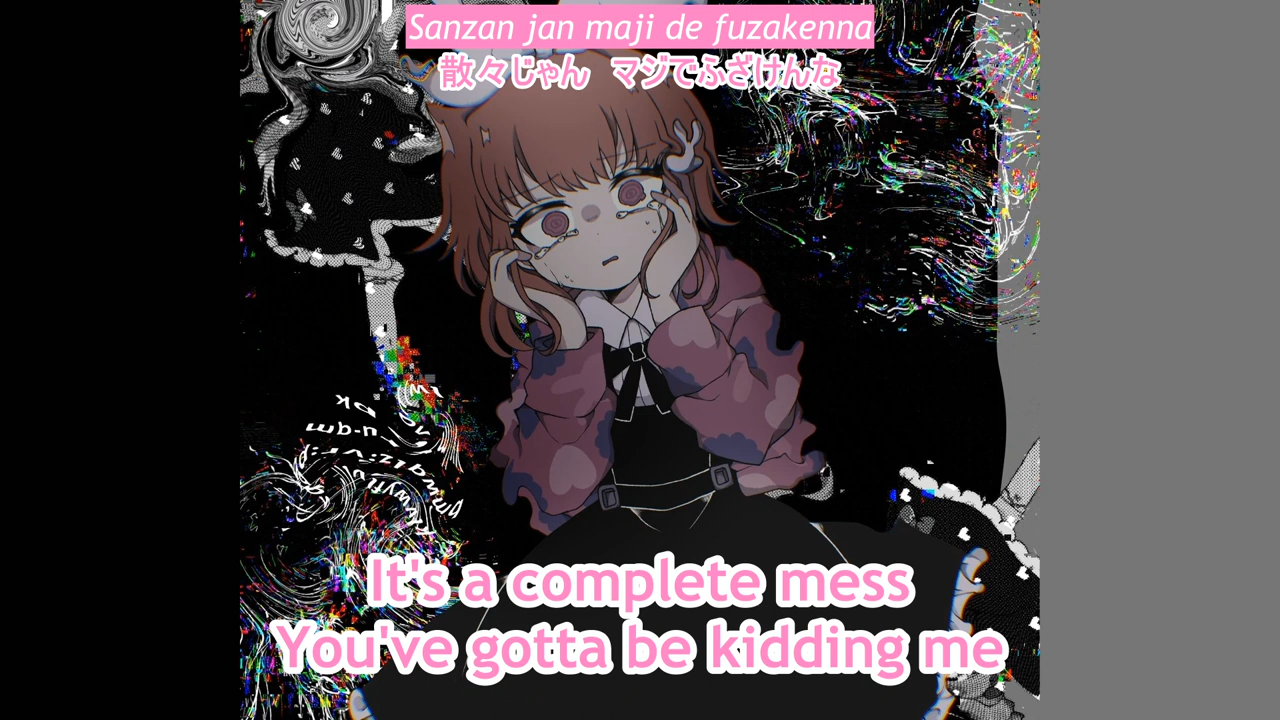 Sanzan jan maji de fuzakenna
散々じゃん マジでふざけんな
It's a complete mess
You've gotta be kidding me